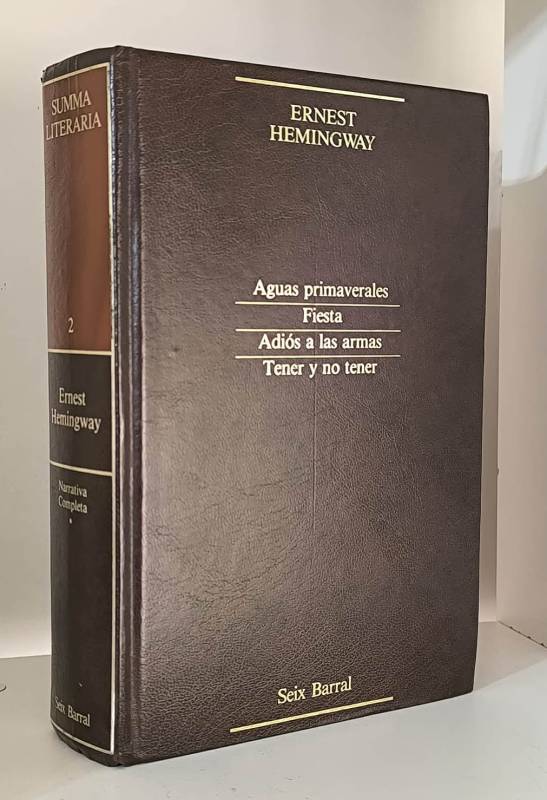 SUMMA
LITERARIA
2
Ernest
Hemingway
Narrativa
Completa
*
Seix Barral
ERNEST
HEMINGWAY
Aguas primaverales
Fiesta
Adiós a las armas
Tener y no tener
Seix Barral